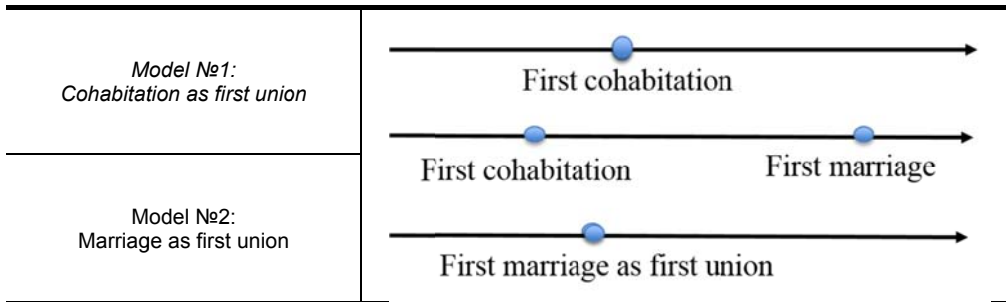 Model №1:
Cohabitation as first union
First cohabitation
First cohabitation First marriage
Model №2:
Marriage as first union
First marriage as first union